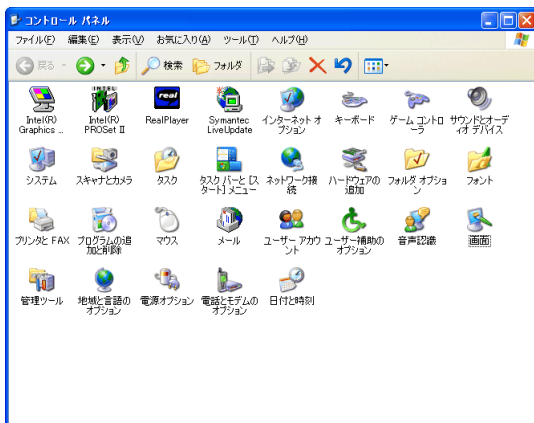 コントロール パネル
ファイル(F) 編集(E) 表示(V) お気に入り(A) ツール(T) ヘルプ(H)
戻る 検索 フォルダ
Intel(R) Graphics ...
Intel(R) PROSet II
RealPlayer
Symantec LiveUpdate
インターネット オプション
キーボード
ゲーム コントローラ
サウンドとオーディオ デバイス
システム
スキャナとカメラ
タスク
タスク バーと [スタート] メニュー
ネットワーク接続
ハードウェアの追加
フォルダ オプション
フォント
プリンタと FAX
プログラムの追加と削除
マウス
メール
ユーザー アカウント
ユーザー補助のオプション
音声認識
画面
管理ツール
地域と言語のオプション
電源オプション
電話とモデムのオプション
日付と時刻